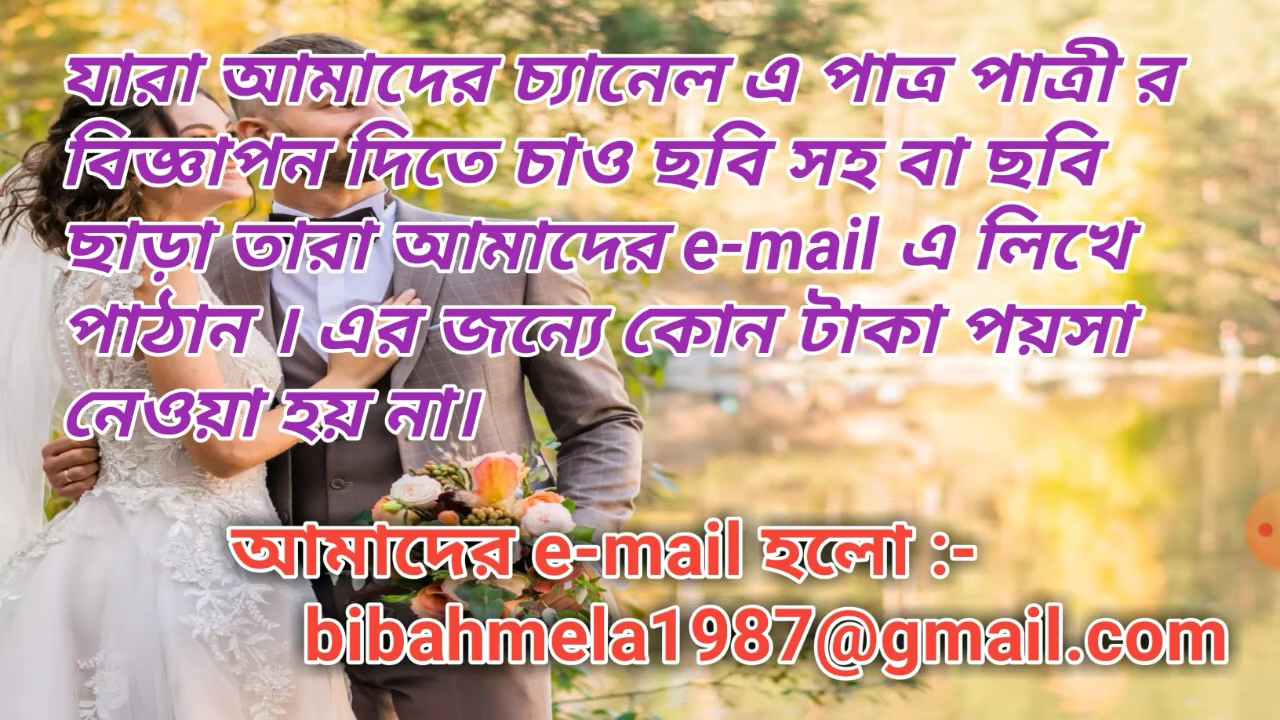 যারা আমাদের চ্যানেল এ পাত্র পাত্রী র
বিজ্ঞাপন দিতে চাও ছবি সহ বা ছবি
ছাড়া তারা আমাদের e-mail এ লিখে
পাঠান । এর জন্যে কোন টাকা পয়সা
নেওয়া হয় না।
আমাদের e-mail হলো :-
bibahmela1987@gmail.com